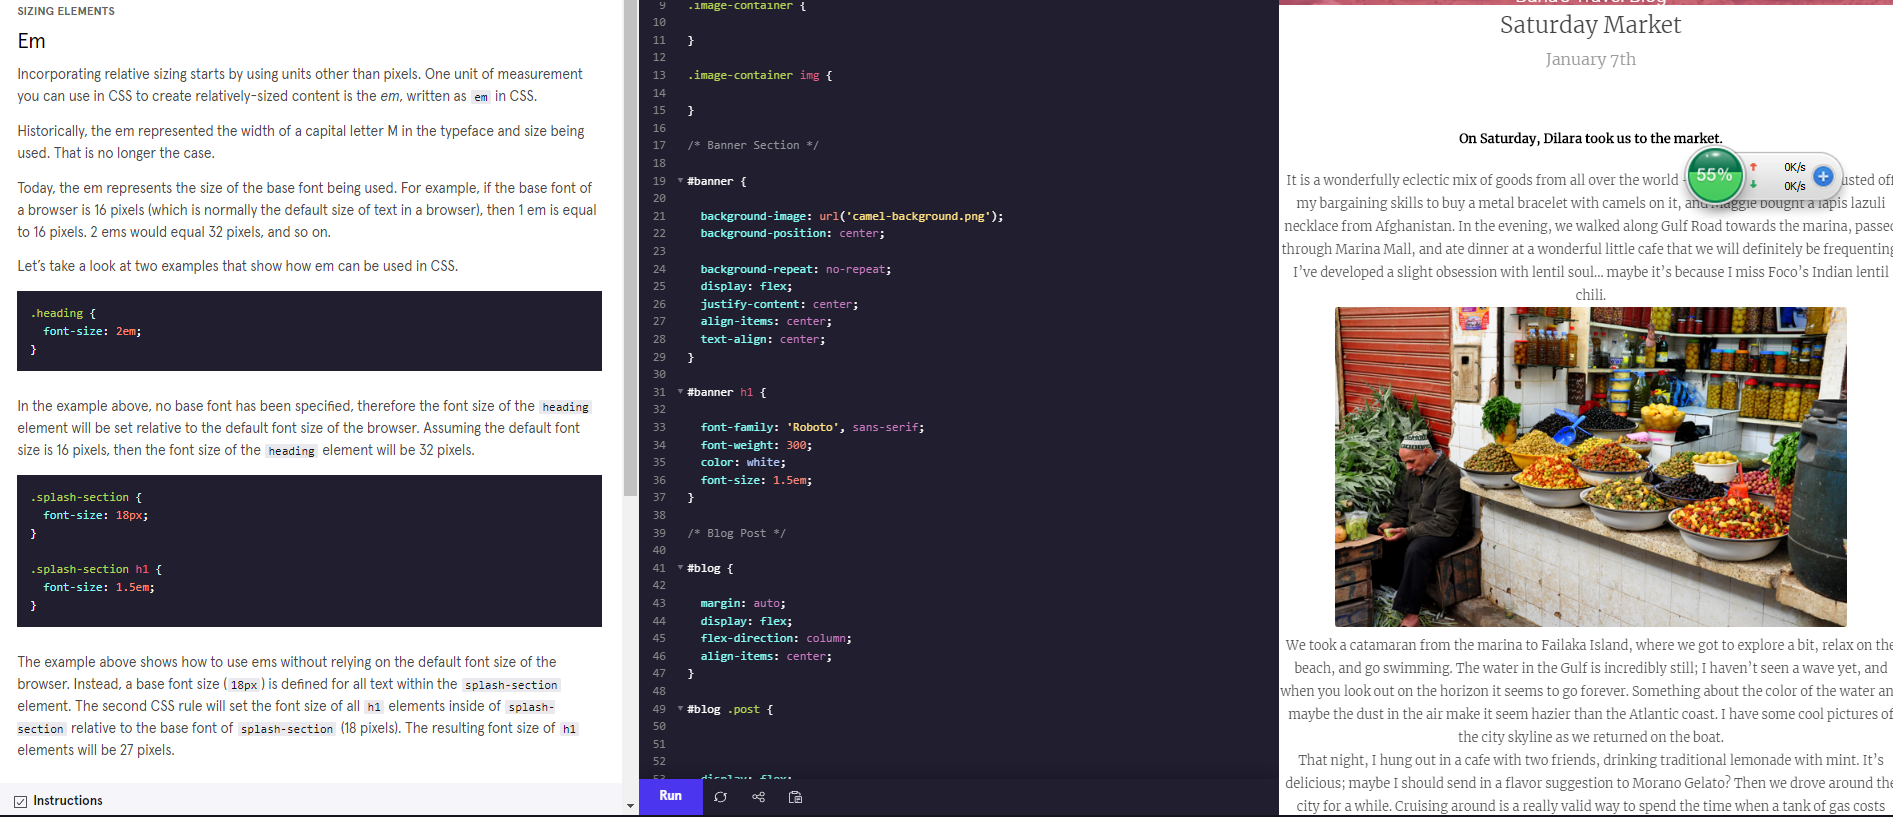 SIZING ELEMENTS
Em
Incorporating relative sizing starts by using units other than pixels. One unit of measurement
you can use in CSS to create relatively-sized content is the em, written as em in CSS.
Historically, the em represented the width of a capital letter M in the typeface and size being
used. That is no longer the case.
Today, the em represents the size of the base font being used. For example, if the base font of
a browser is 16 pixels (which is normally the default size of text in a browser), then 1 em is equal
to 16 pixels. 2 ems would equal 32 pixels, and so on.
Let's take a look at two examples that show how em can be used in CSS.
.heading {
font-size: 2em;
}
In the example above, no base font has been specified, therefore the font size of the heading
element will be set relative to the default font size of the browser. Assuming the default font
size is 16 pixels, then the font size of the heading element will be 32 pixels.
.splash-section {
font-size: 18px;
}
.splash-section h1 {
font-size: 1.5em;
}
The example above shows how to use ems without relying on the default font size of the
browser. Instead, a base font size (18px) is defined for all text within the splash-section
element. The second CSS rule will set the font size of all h1 elements inside of splash-
section relative to the base font of splash-section (18 pixels). The resulting font size of h1
elements will be 27 pixels.
Instructions
9 .image-container {
10
11 }
12
13 .image-container img {
14
15 }
16
17 /* Banner Section */
18
19 #banner {
20
21 background-image: url('camel-background.png');
22 background-position: center;
23
24 background-repeat: no-repeat;
25 display: flex;
26 justify-content: center;
27 align-items: center;
28 text-align: center;
29 }
30
31 #banner h1 {
32
33 font-family: 'Roboto', sans-serif;
34 font-weight: 300;
35 color: white;
36 font-size: 1.5em;
37 }
38
39 /* Blog Post */
40
41 #blog {
42
43 margin: auto;
44 display: flex;
45 flex-direction: column;
46 align-items: center;
47 }
48
49 #blog .post {
50
51
52
53 display: flex;
Run
Travel Blog
Saturday Market
January 7th
On Saturday, Dilara took us to the market.
55%
0K/s
0K/s
It is a wonderfully eclectic mix of goods from all over the world
my bargaining skills to buy a metal bracelet with camels on it, and Maggie bought a lapis lazuli
necklace from Afghanistan. In the evening, we walked along Gulf Road towards the marina, passed
through Marina Mall, and ate dinner at a wonderful little cafe that we will definitely be frequenting
I've developed a slight obsession with lentil soul... maybe it's because I miss Foco's Indian lentil
chili.
We took a catamaran from the marina to Failaka Island, where we got to explore a bit, relax on the
beach, and go swimming. The water in the Gulf is incredibly still; I haven't seen a wave yet, and
when you look out on the horizon it seems to go forever. Something about the color of the water an
maybe the dust in the air make it seem hazier than the Atlantic coast. I have some cool pictures of
the city skyline as we returned on the boat.
That night, I hung out in a cafe with two friends, drinking traditional lemonade with mint. It's
delicious; maybe I should send in a flavor suggestion to Morano Gelato? Then we drove around the
city for a while. Cruising around is a really valid way to spend the time when a tank of gas costs